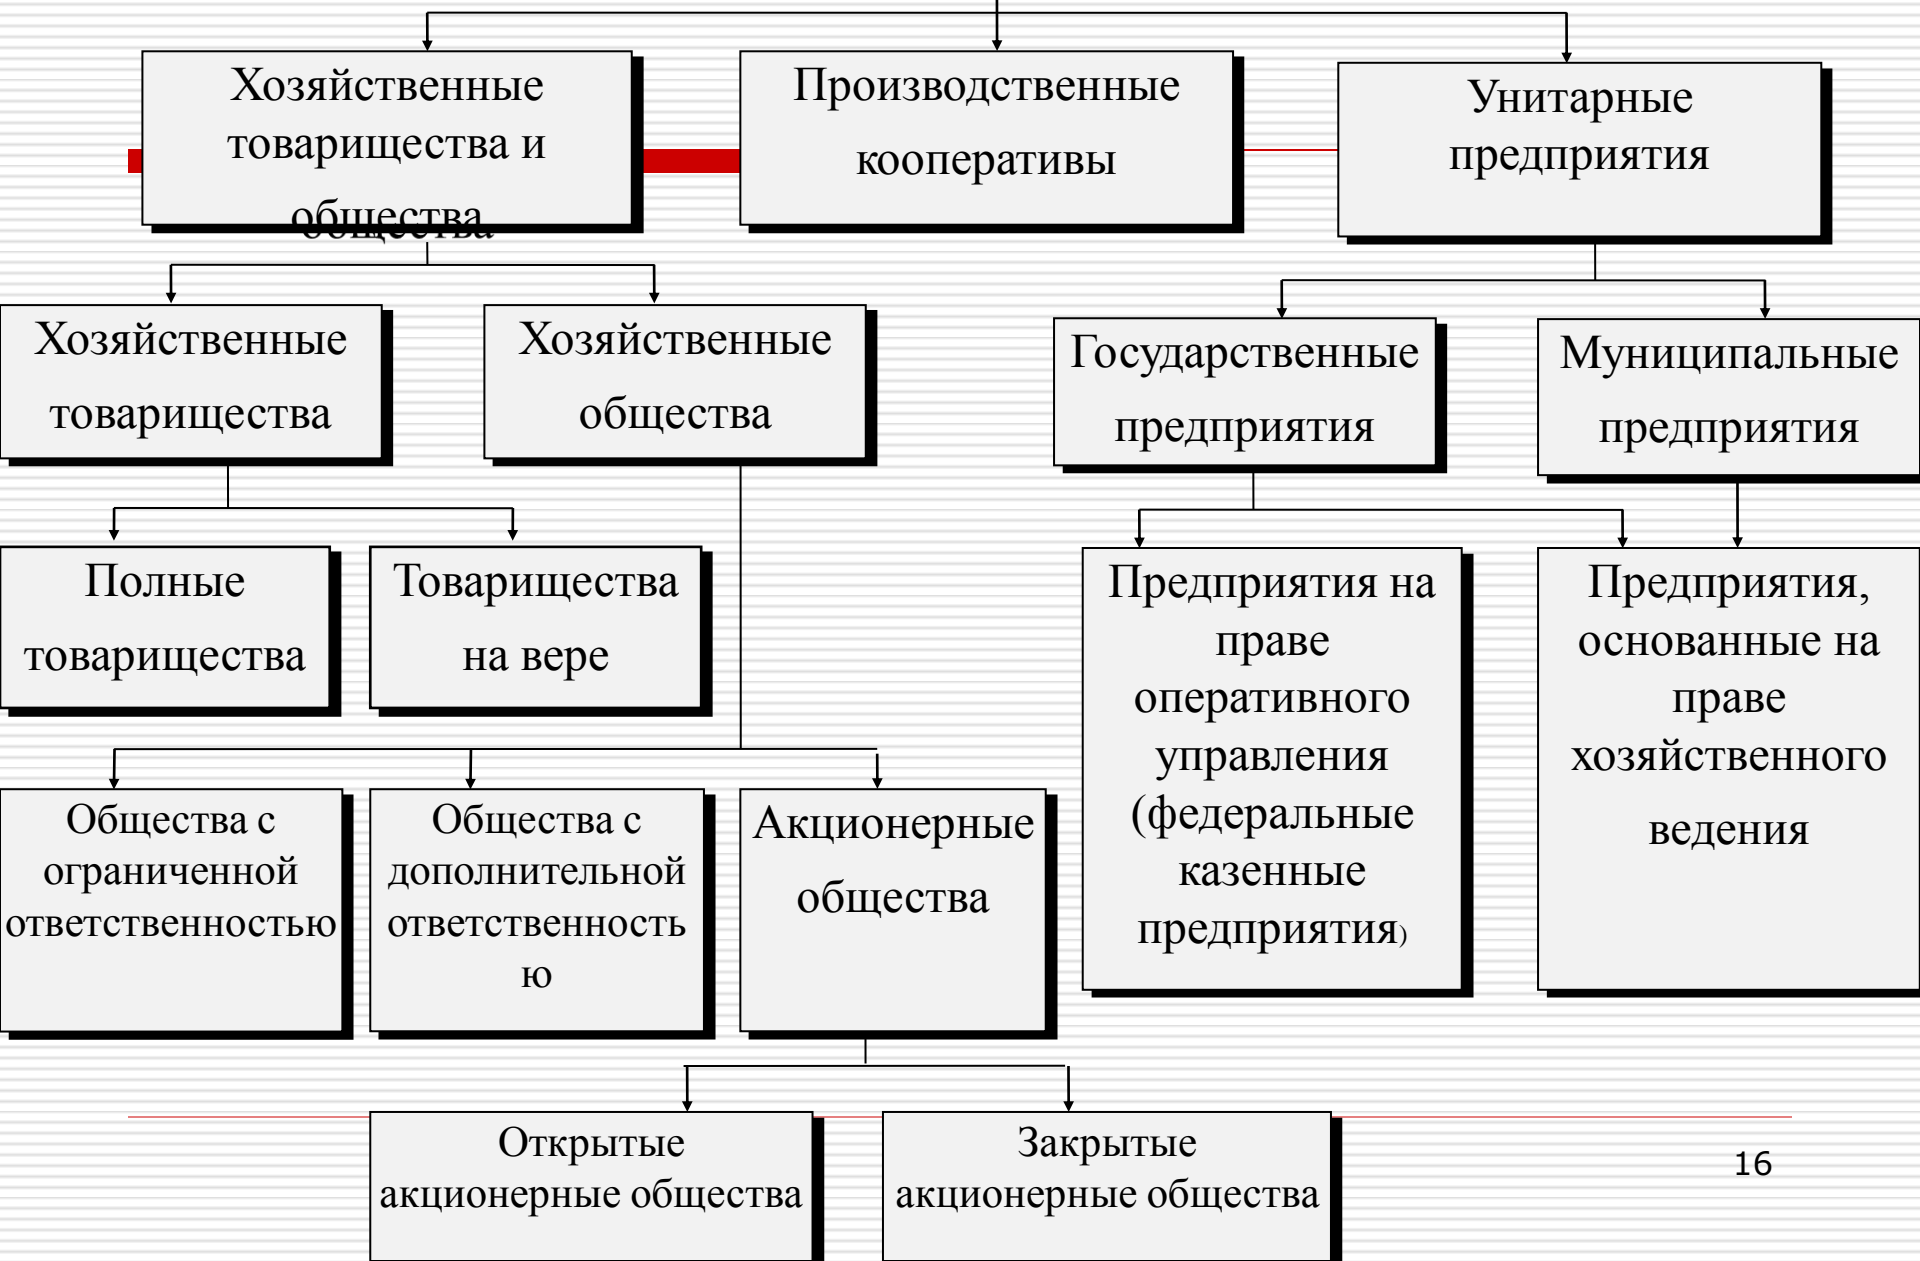 Хозяйственные
товарищества и
общества
Производственные
кооперативы
Унитарные
предприятия
Хозяйственные
товарищества
Хозяйственные
общества
Государственные
предприятия
Муниципальные
предприятия
Полные
товарищества
Товарищества
на вере
Предприятия на
праве
оперативного
управления
(федеральные
казенные
предприятия)
Предприятия,
основанные на
праве
хозяйственного
ведения
Общества с
ограниченной
ответственностью
Общества с
дополнительной
ответственность
ю
Акционерные
общества
Открытые
акционерные общества
Закрытые
акционерные общества
16